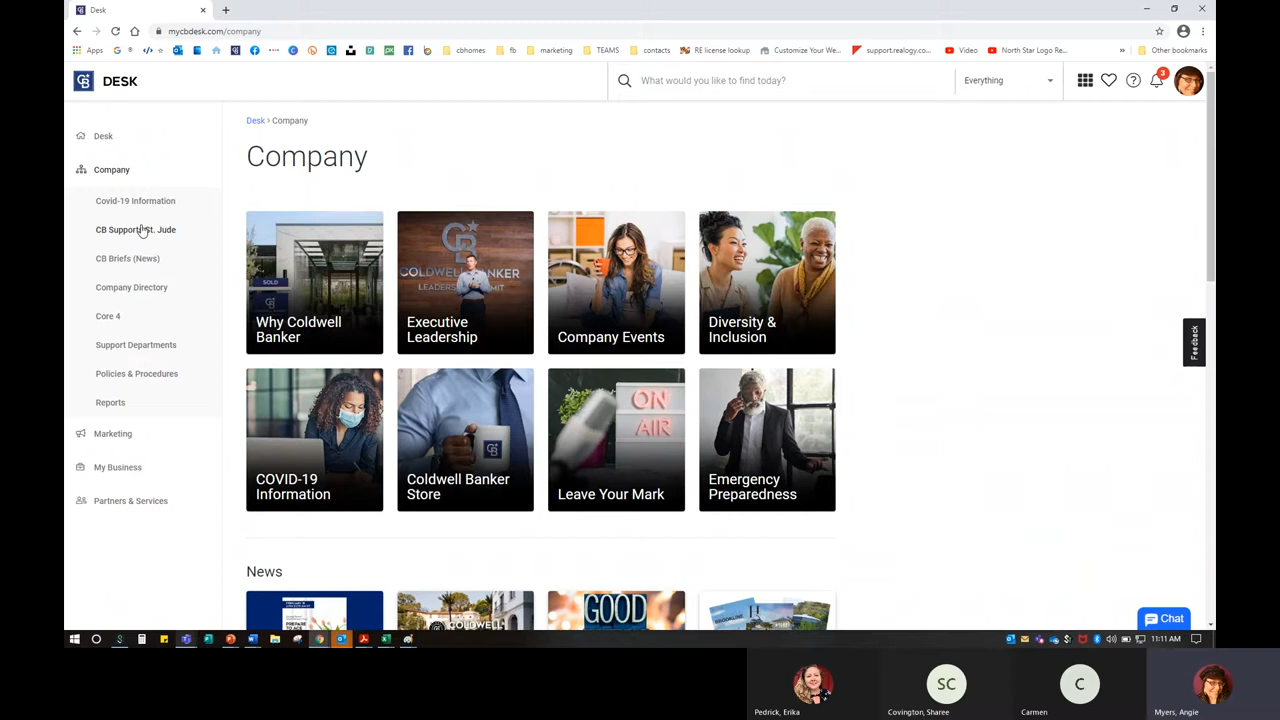 Desk
mycbdesk.com/company
Apps
cbhomes
fb
marketing
TEAMS
contacts
RE license lookup
Customize Your We...
support.realogy.co...
Video
North Star Logo Re...
Other bookmarks
DESK
What would you like to find today?
Everything
3
Desk
Company
Covid-19 Information
CB Support St. Jude
CB Briefs (News)
Company Directory
Core 4
Support Departments
Policies & Procedures
Reports
Marketing
My Business
Partners & Services
Desk > Company
Company
SOLD
Why Coldwell
Banker
COLDWELL BANKER
Executive
Leadership
Company Events
Diversity &
Inclusion
COVID-19
Information
Coldwell Banker
Store
ON
AIR
Leave Your Mark
Emergency
Preparedness
News
GOOD
Feedback
Chat
11:11 AM
Pedrick, Erika
SC
Covington, Sharee
C
Carmen
Myers, Angie